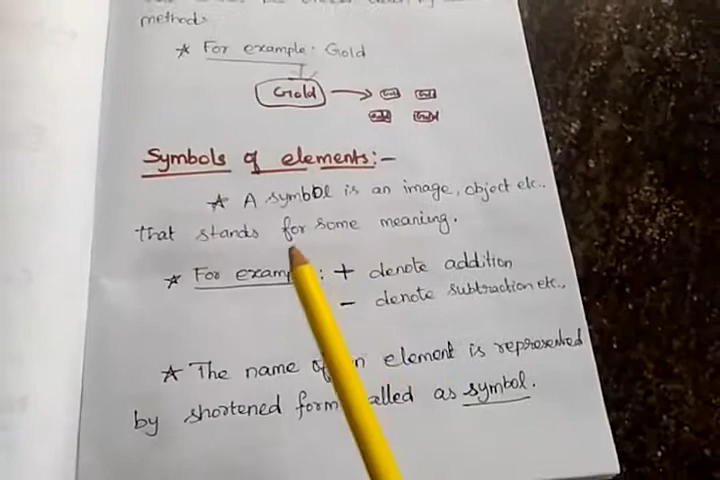 method.
* For example: Gold
Gold
Symbols of elements:-
* A symbol is an image, object etc..
that stands for some meaning.
* For examp : + denote addition
- denote subtraction etc..,
* The name of n element is represented
by shortened form alled as symbol.